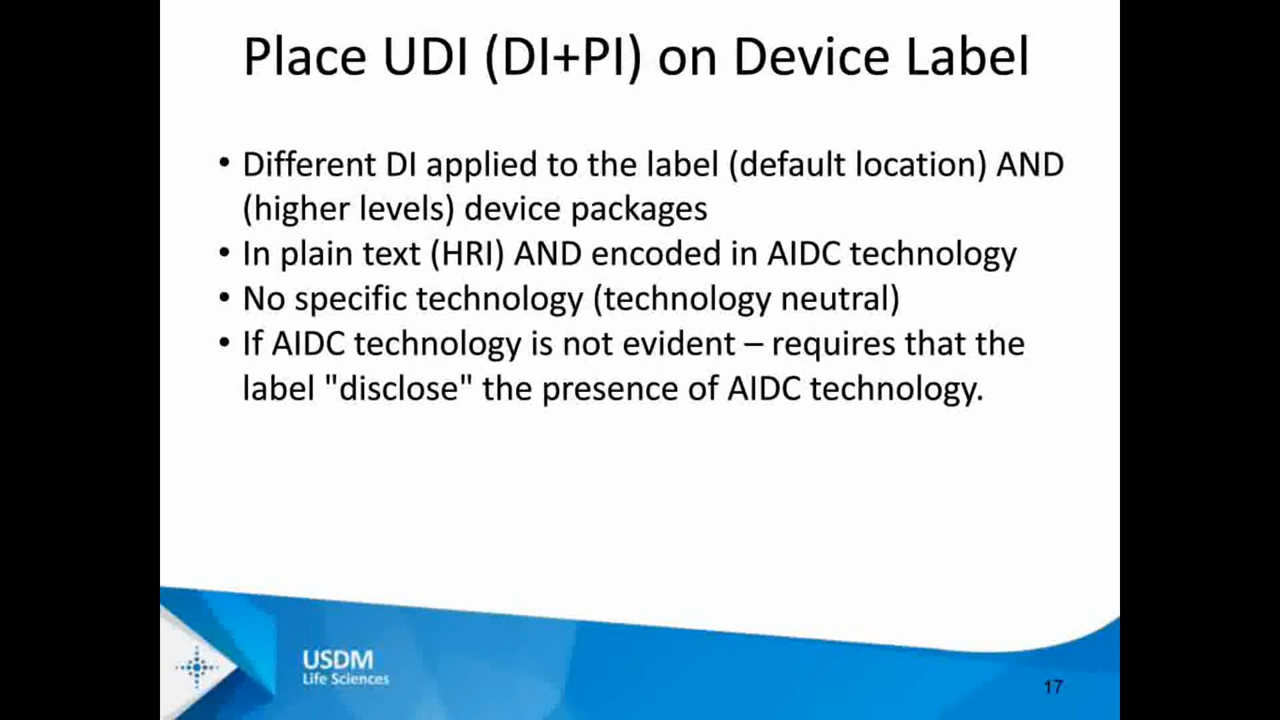 Place UDI (DI+PI) on Device Label
• Different DI applied to the label (default location) AND
(higher levels) device packages
• In plain text (HRI) AND encoded in AIDC technology
• No specific technology (technology neutral)
• If AIDC technology is not evident – requires that the
label "disclose" the presence of AIDC technology.
USDM
Life Sciences
17